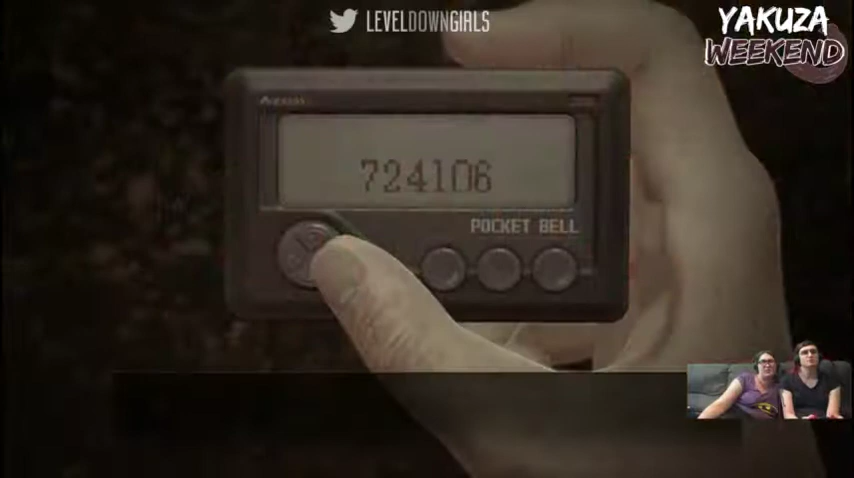 LEVELDOWNGIRLS
YAKUZA
WEEKEND
724106
POCKET BELL